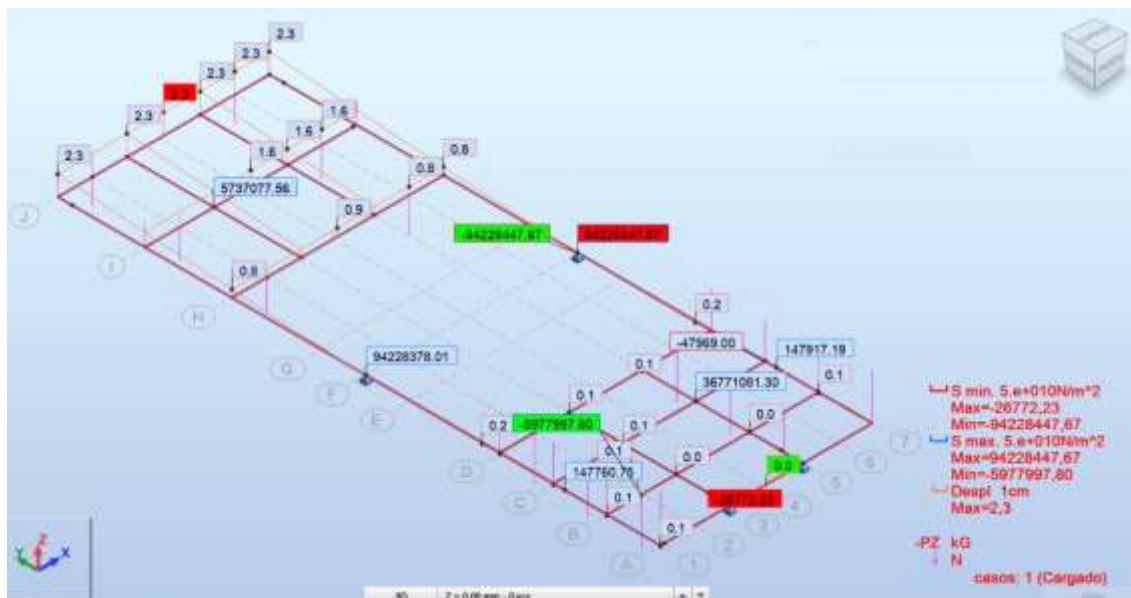 2.3
2.3
2.3
2.3
2.3
2.3
1.6
1.6
1.6
0.8
0.8
5737077.56
0.9
J
-94228447,67
I
0.8
0.2
H
-47969.00
147917.19
94228378.01
0.1
G
36771081.30
0.1
F
0.1
S min. 5.e+010N/m^2
Max=-26772,23
Min=-94228447,67
S max. 5.e+010N/m^2
Max=94228447,67
Min=-5977997,80
Despl 1cm
Max=2,3
-PZ kG
N
casos: 1 (Cargado)
E
0.2
-5977997.80
0.1
0.0
7
D
0.1
0.0
0.0
6
147760.76
5
C
0.1
4
B
0.1
3
A
2
1
Z
Y
X